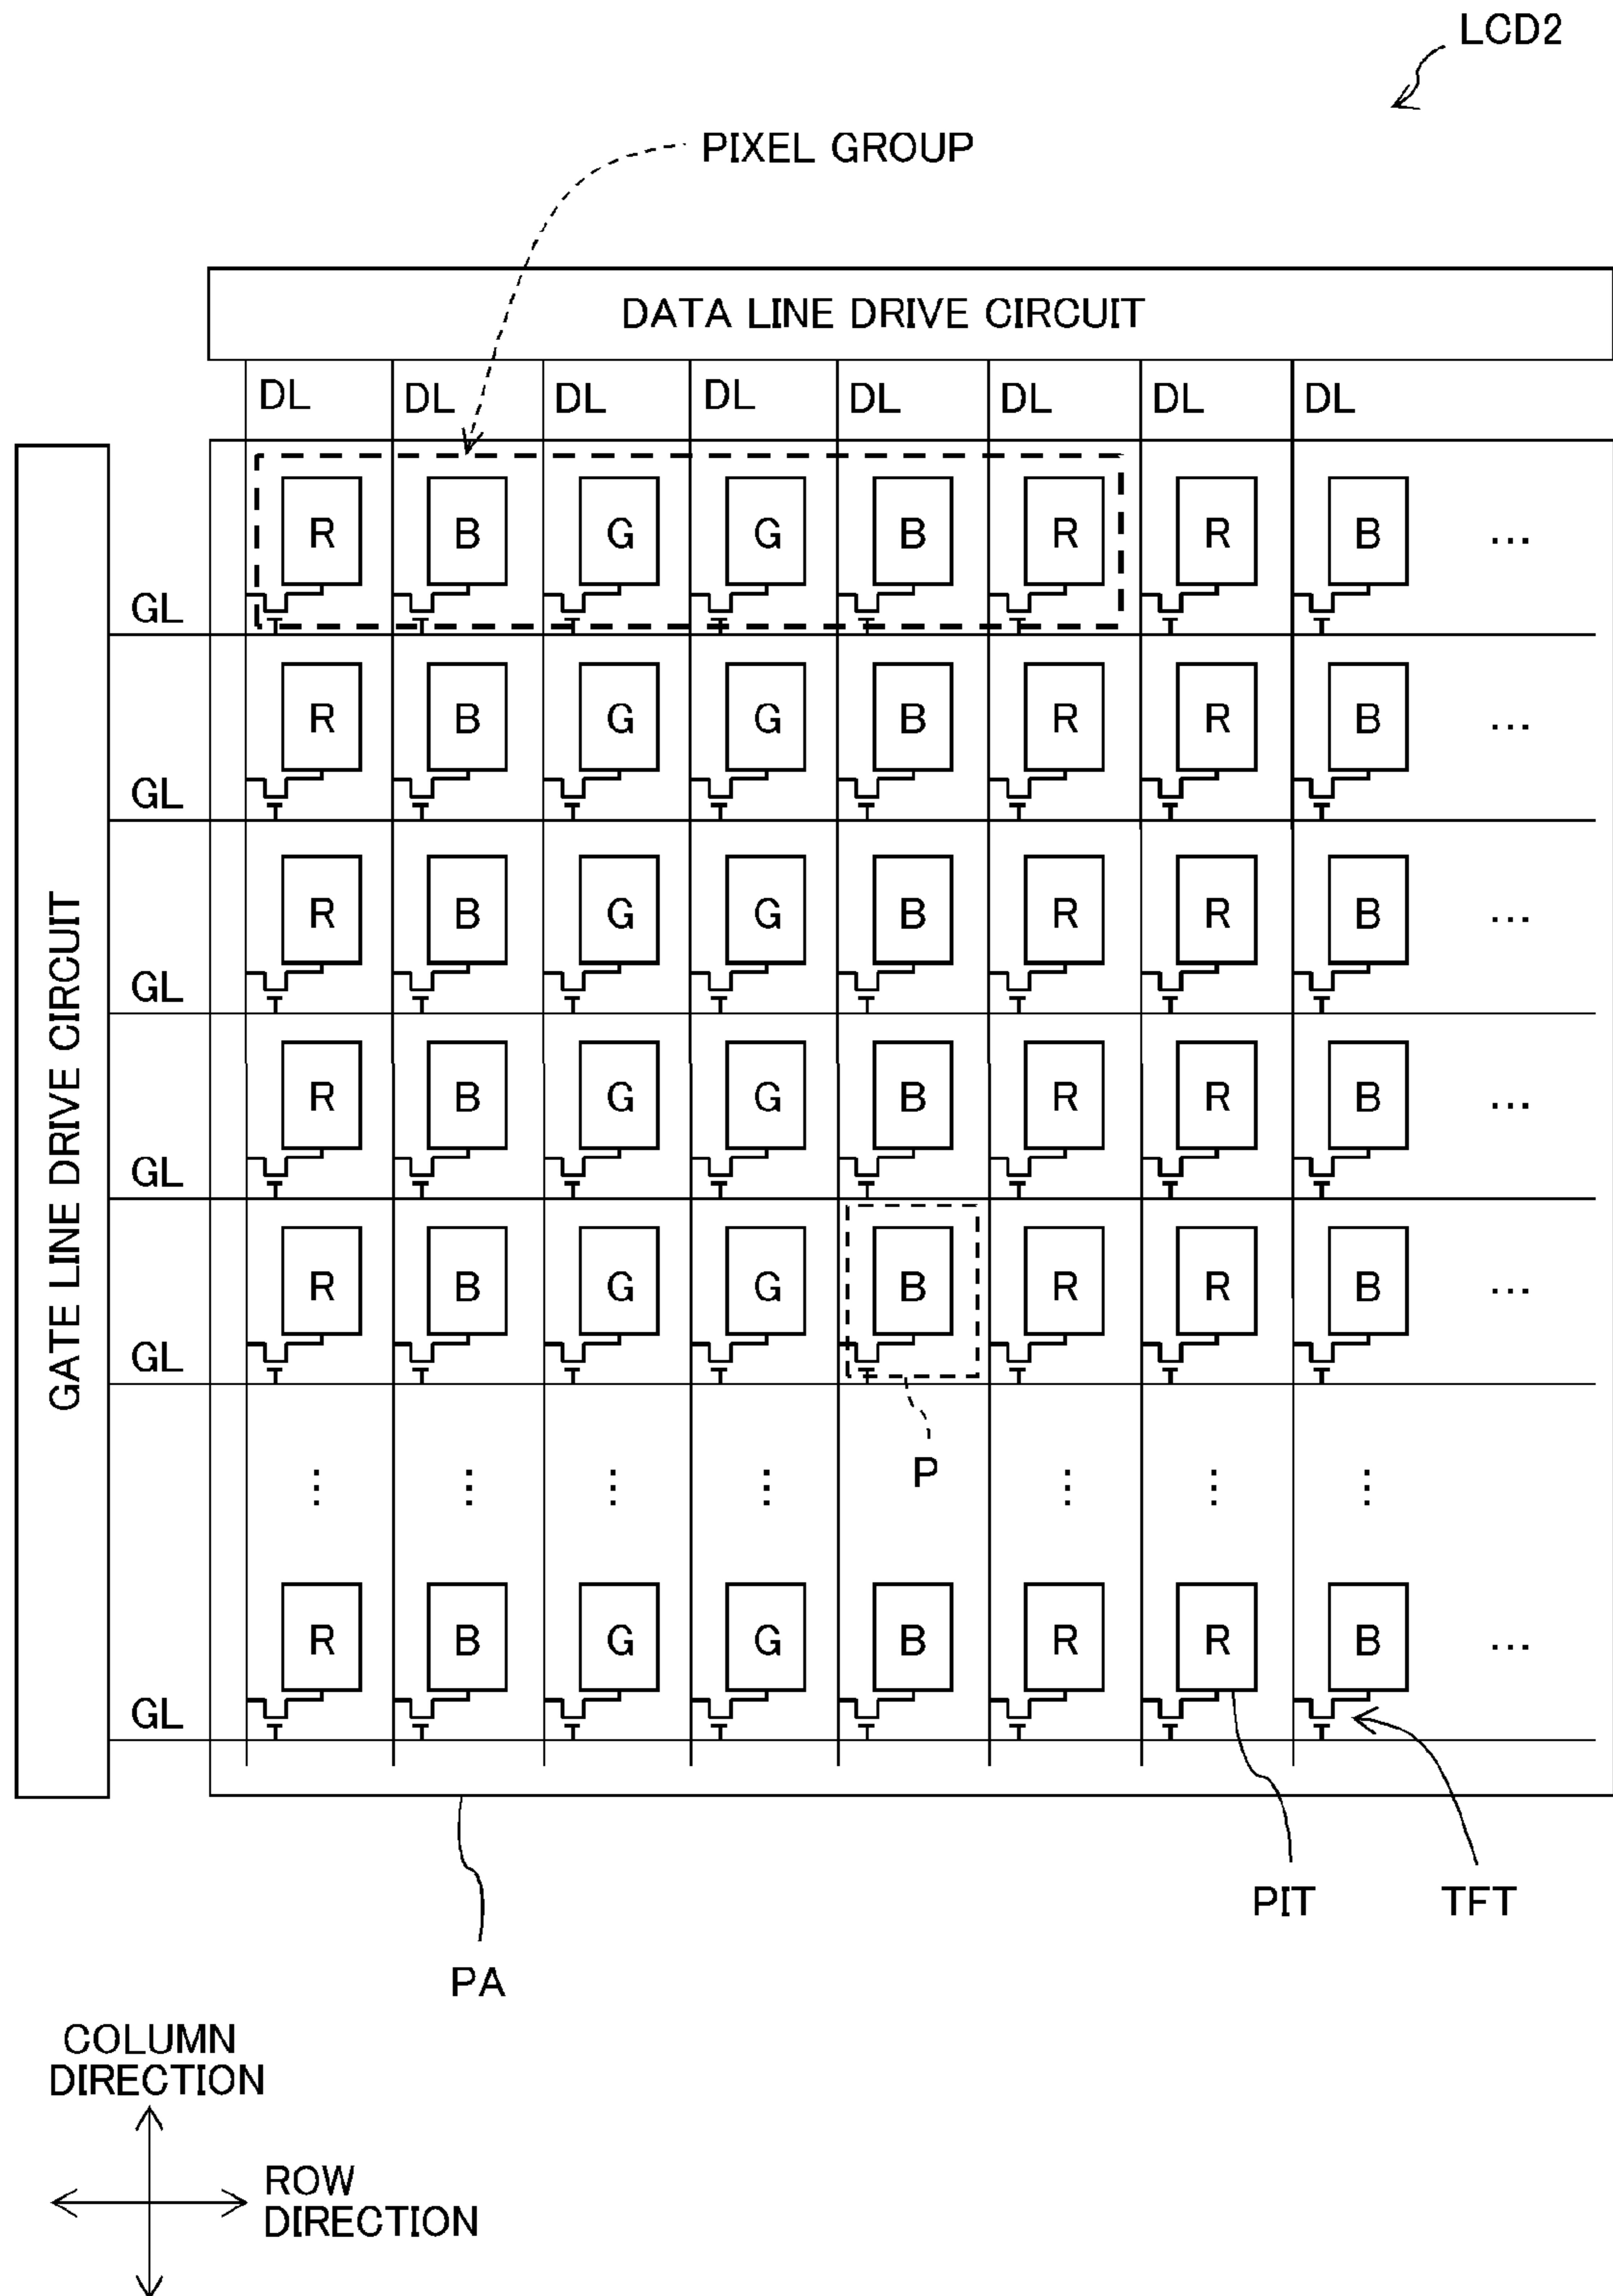 LCD2
PIXEL GROUP
DATA LINE DRIVE CIRCUIT
DL DL DL DL DL DL DL DL
R B G G B R R B ...
GL
R B G G B R R B ...
GL
R B G G B R R B ...
GL
R B G G B R R B ...
GL
R B G G B R R B ...
GL
P
R B G G B R R B ...
GL
GATE LINE DRIVE CIRCUIT
PIT TFT
PA
COLUMN
DIRECTION
ROW
DIRECTION